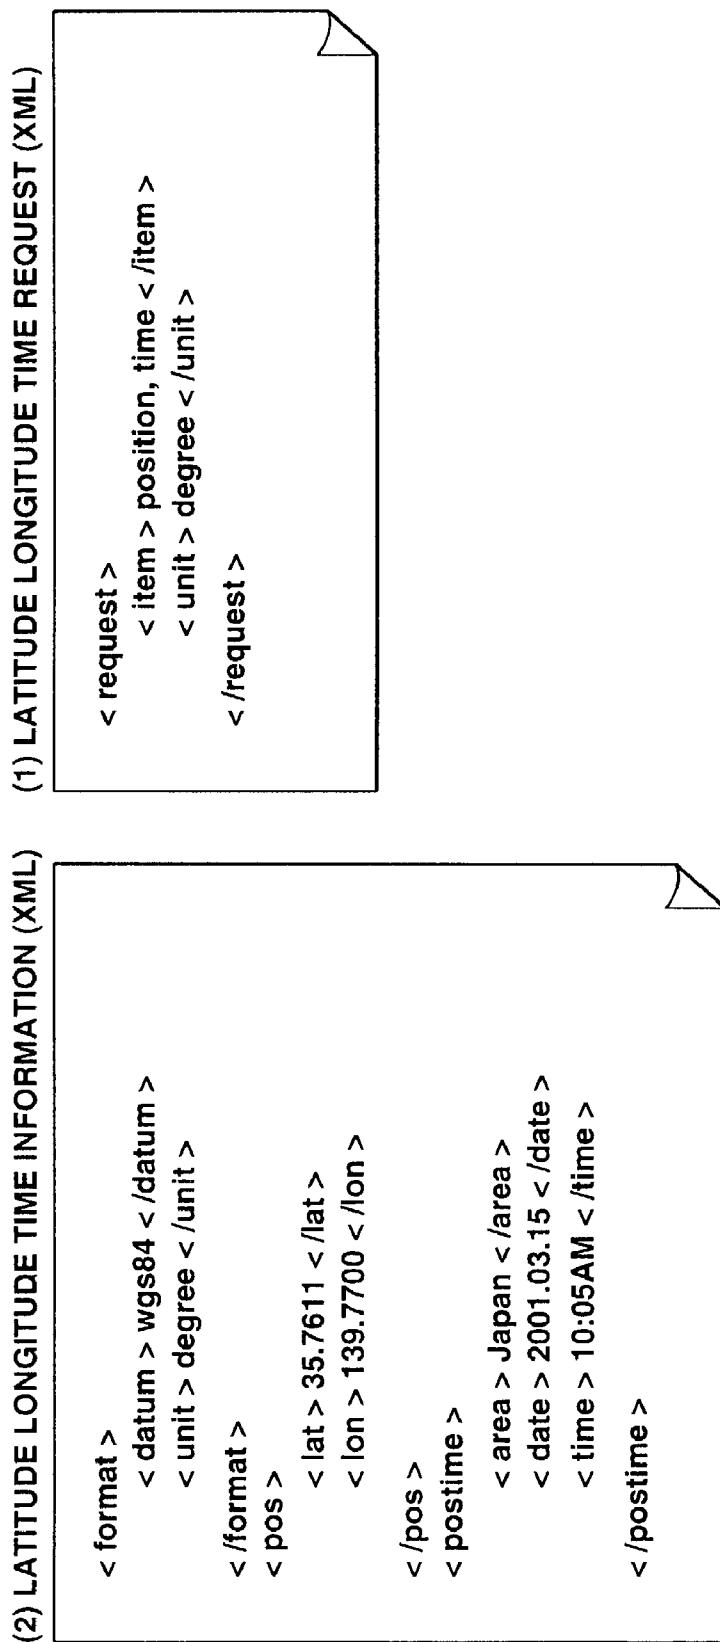 (1) LATITUDE LONGITUDE TIME REQUEST (XML)
< request >
< item > position, time < /item >
< unit > degree < /unit >
< /request >
(2) LATITUDE LONGITUDE TIME INFORMATION (XML)
< format >
< datum > wgs84 < /datum >
< unit > degree < /unit >
< /format >
< pos >
< lat > 35.7611 < /lat >
< lon > 139.7700 < /lon >
< /pos >
< postime >
< area > Japan < /area >
< date > 2001.03.15 < /date >
< time > 10:05AM < /time >
< /postime >